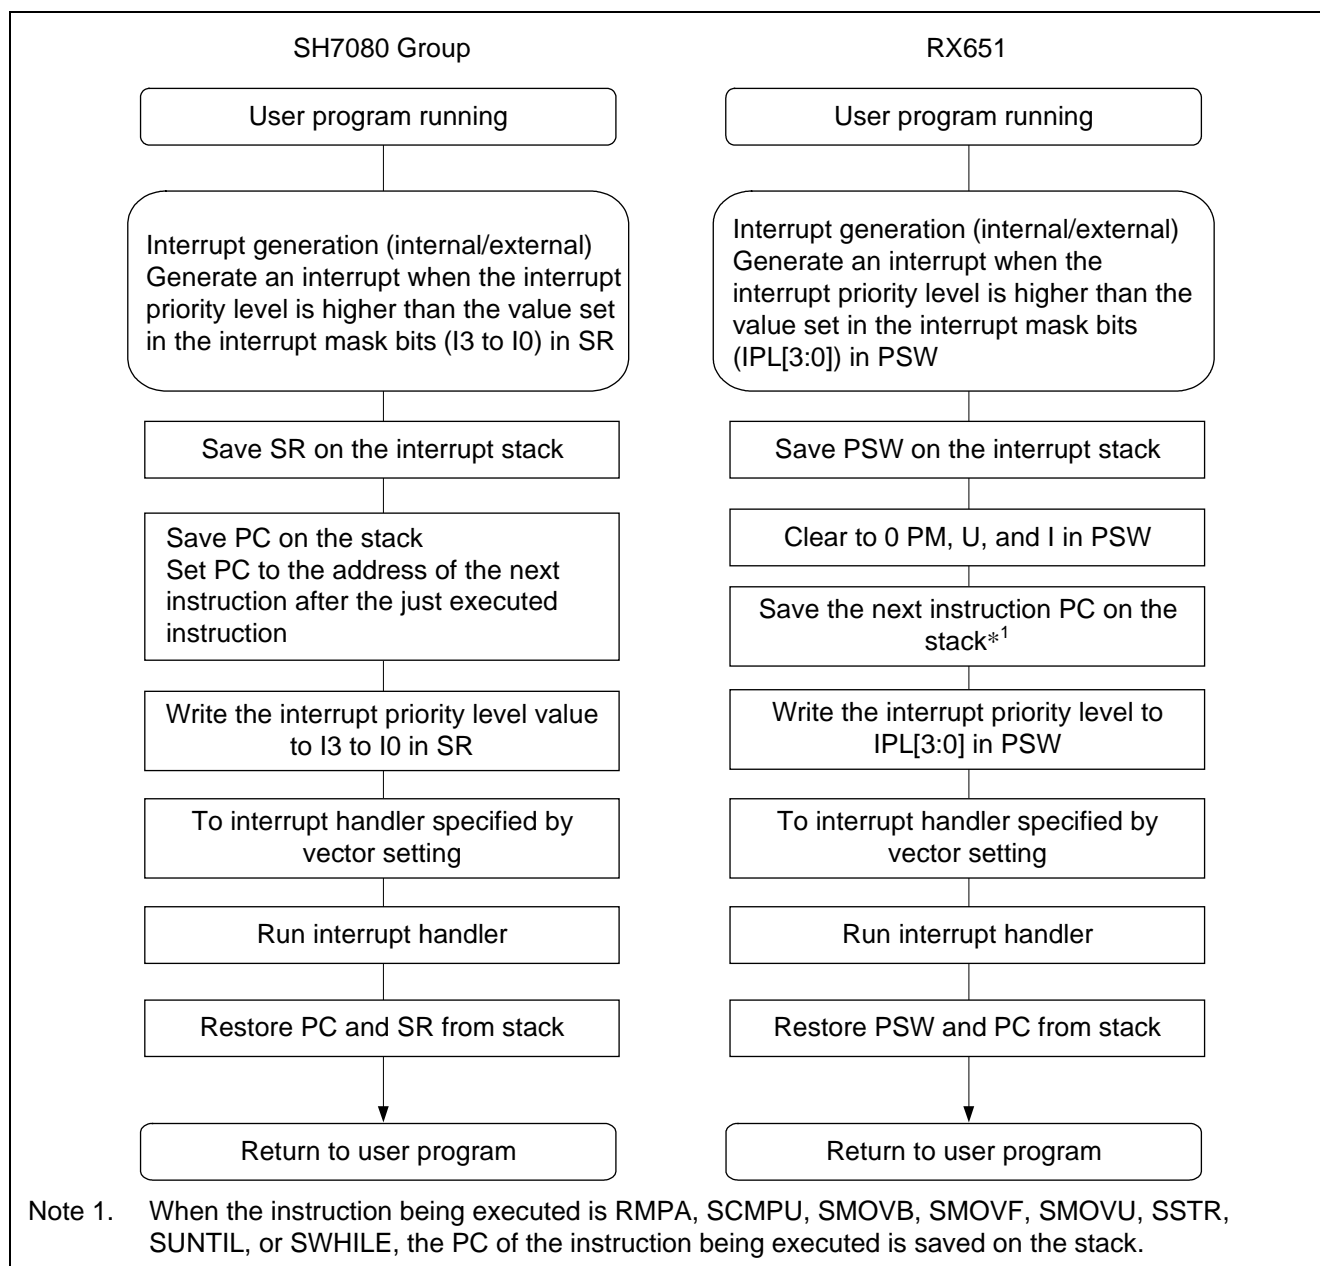 SH7080 Group
User program running
Interrupt generation (internal/external)
Generate an interrupt when the interrupt
priority level is higher than the value set
in the interrupt mask bits (I3 to I0) in SR
Save SR on the interrupt stack
Save PC on the stack
Set PC to the address of the next
instruction after the just executed
instruction
Write the interrupt priority level value
to I3 to I0 in SR
To interrupt handler specified by
vector setting
Run interrupt handler
Restore PC and SR from stack
Return to user program
RX651
User program running
Interrupt generation (internal/external)
Generate an interrupt when the
interrupt priority level is higher than the
value set in the interrupt mask bits
(IPL[3:0]) in PSW
Save PSW on the interrupt stack
Clear to 0 PM, U, and I in PSW
Save the next instruction PC on the
stack*1
Write the interrupt priority level to
IPL[3:0] in PSW
To interrupt handler specified by
vector setting
Run interrupt handler
Restore PSW and PC from stack
Return to user program
Note 1. When the instruction being executed is RMPA, SCMPU, SMOVB, SMOVF, SMOVU, SSTR,
SUNTIL, or SWHILE, the PC of the instruction being executed is saved on the stack.